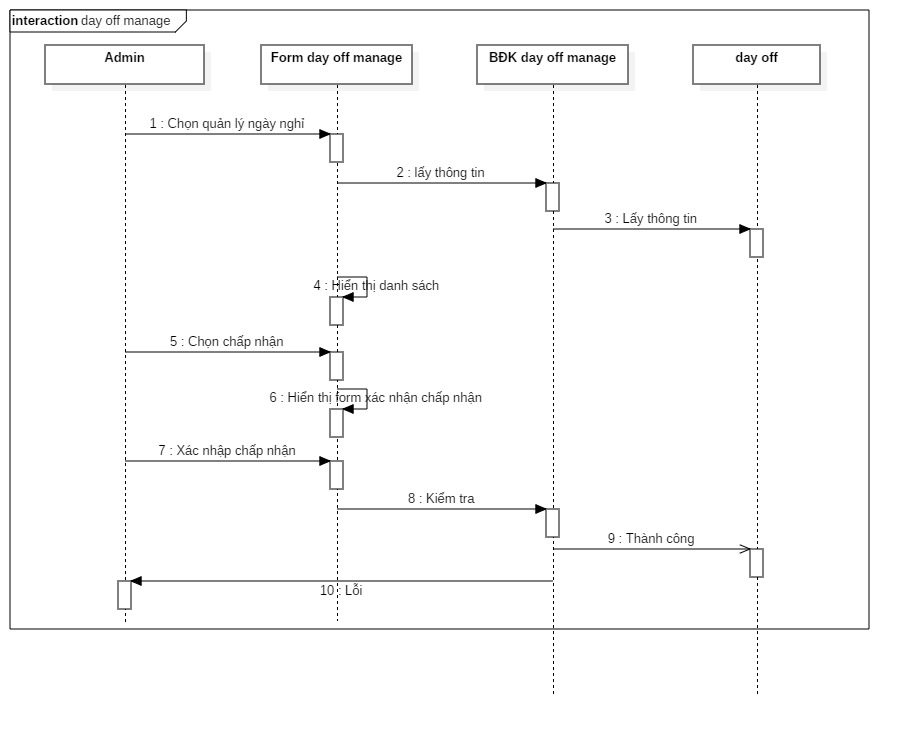 interaction day off manage
Admin
Form day off manage
BĐK day off manage
day off
1 : Chọn quản lý ngày nghỉ
2 : lấy thông tin
3 : Lấy thông tin
4 : Hiển thị danh sách
5 : Chọn chấp nhận
6 : Hiển thị form xác nhận chấp nhận
7 : Xác nhập chấp nhận
8 : Kiểm tra
9 : Thành công
10 : Lỗi